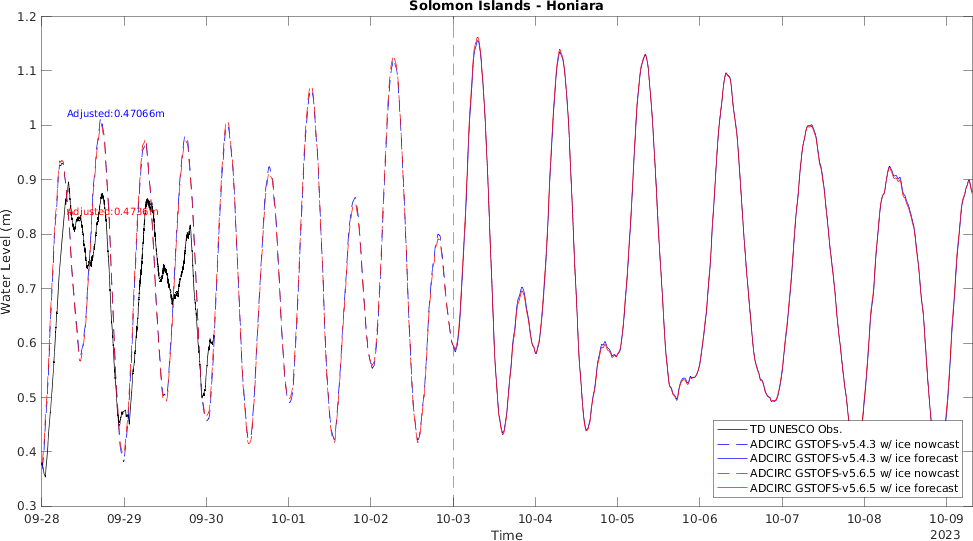 Solomon Islands - Honiara
1.2
1.1
1
0.9
0.8
0.7
0.6
0.5
0.4
0.3
Water Level (m)
Adjusted:0.47066m
Adjusted:0.4736m
TD UNESCO Obs.
ADCIRC GSTOFS-v5.4.3 w/ ice nowcast
ADCIRC GSTOFS-v5.4.3 w/ ice forecast
ADCIRC GSTOFS-v5.6.5 w/ ice nowcast
ADCIRC GSTOFS-v5.6.5 w/ ice forecast
09-28 09-29 09-30 10-01 10-02 10-03 10-04 10-05 10-06 10-07 10-08 10-09
Time
2023